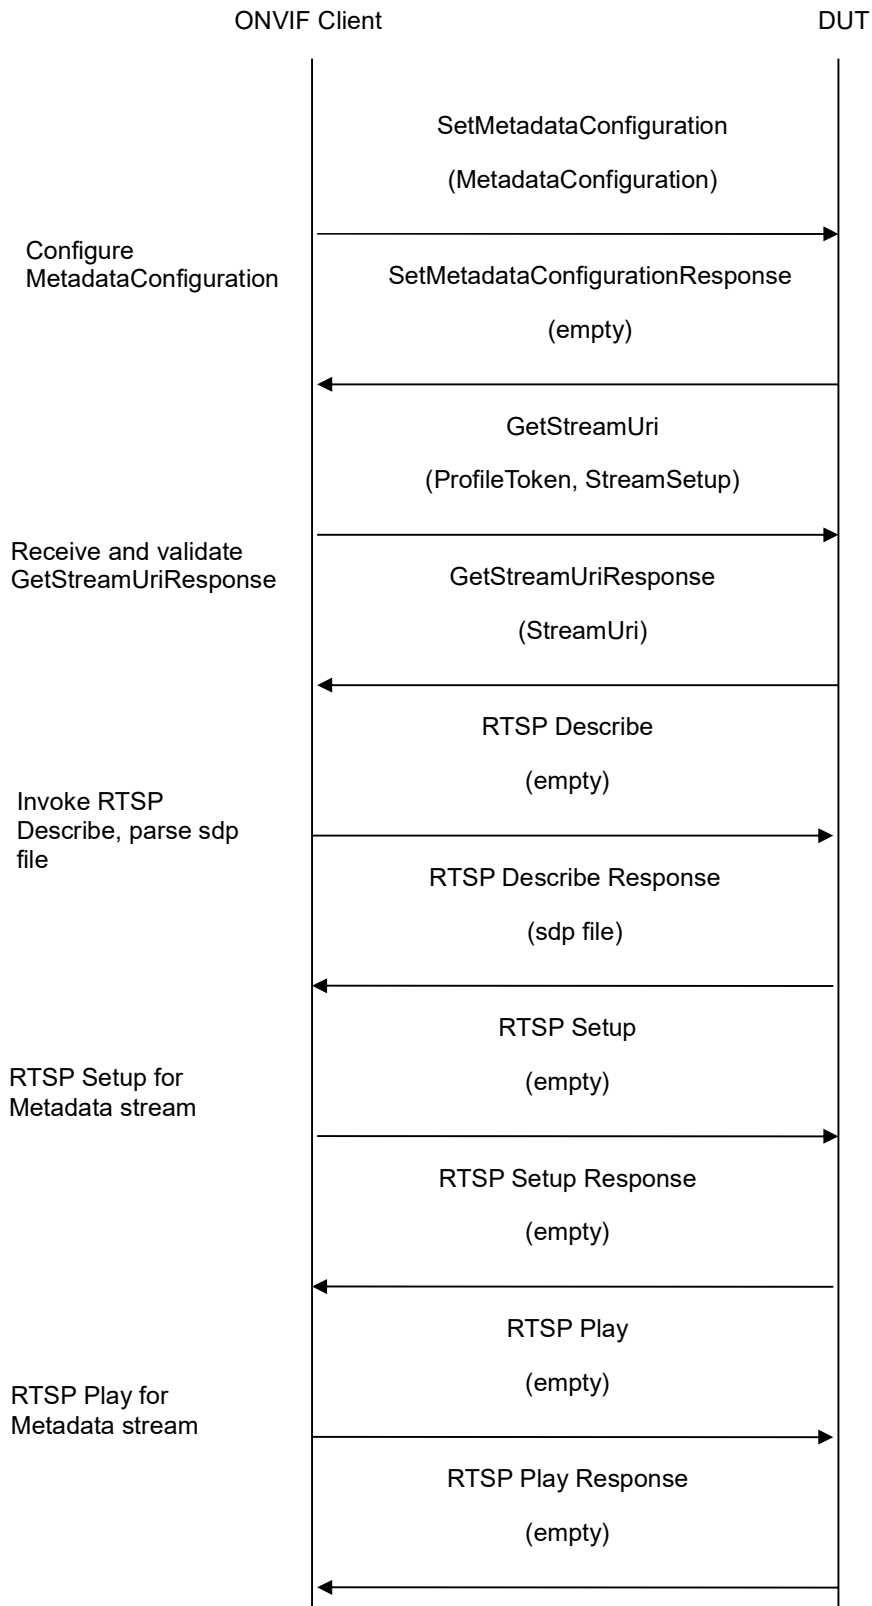 ONVIF Client
DUT
SetMetadataConfiguration
(MetadataConfiguration)
Configure
MetadataConfiguration
SetMetadataConfigurationResponse
(empty)
GetStreamUri
(ProfileToken, StreamSetup)
Receive and validate
GetStreamUriResponse
GetStreamUriResponse
(StreamUri)
RTSP Describe
(empty)
Invoke RTSP
Describe, parse sdp
file
RTSP Describe Response
(sdp file)
RTSP Setup
(empty)
RTSP Setup for
Metadata stream
RTSP Setup Response
(empty)
RTSP Play
(empty)
RTSP Play for
Metadata stream
RTSP Play Response
(empty)